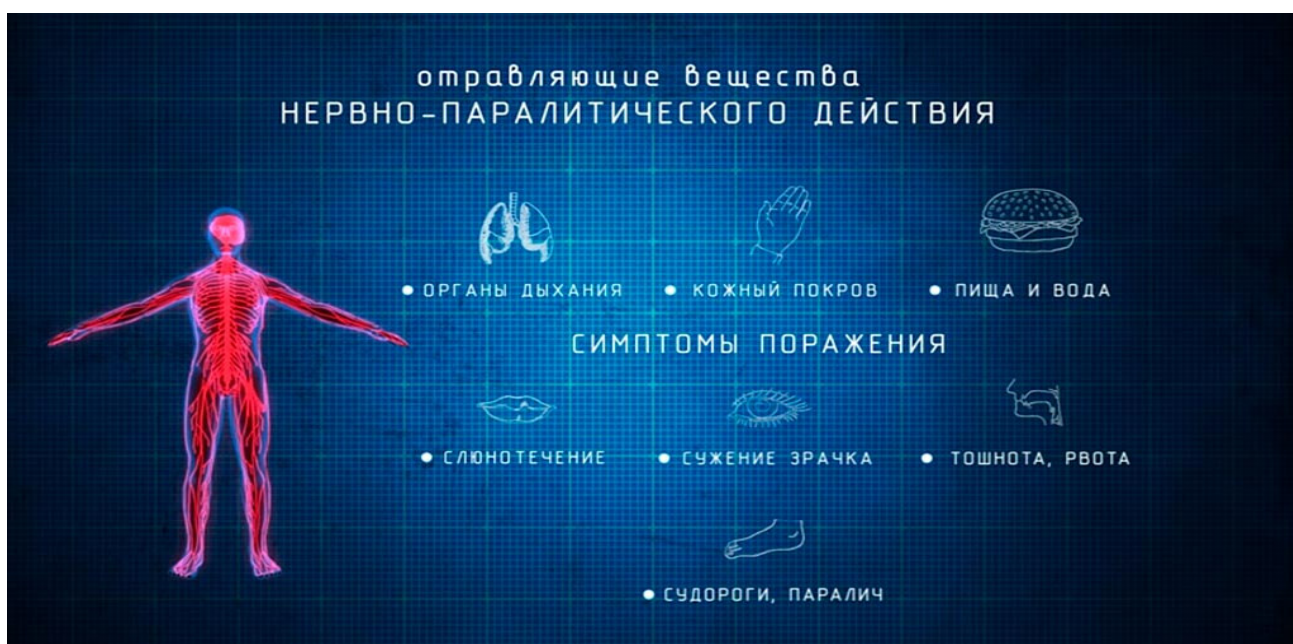 отравляющие вещества
НЕРВНО-ПАРАЛИТИЧЕСКОГО ДЕЙСТВИЯ
• ОРГАНЫ ДЫХАНИЯ • КОЖНЫЙ ПОКРОВ • ПИЩА И ВОДА
СИМПТОМЫ ПОРАЖЕНИЯ
• СЛЮНОТЕЧЕНИЕ • СУЖЕНИЕ ЗРАЧКА • ТОШНОТА, РВОТА
• СУДОРОГИ, ПАРАЛИЧ